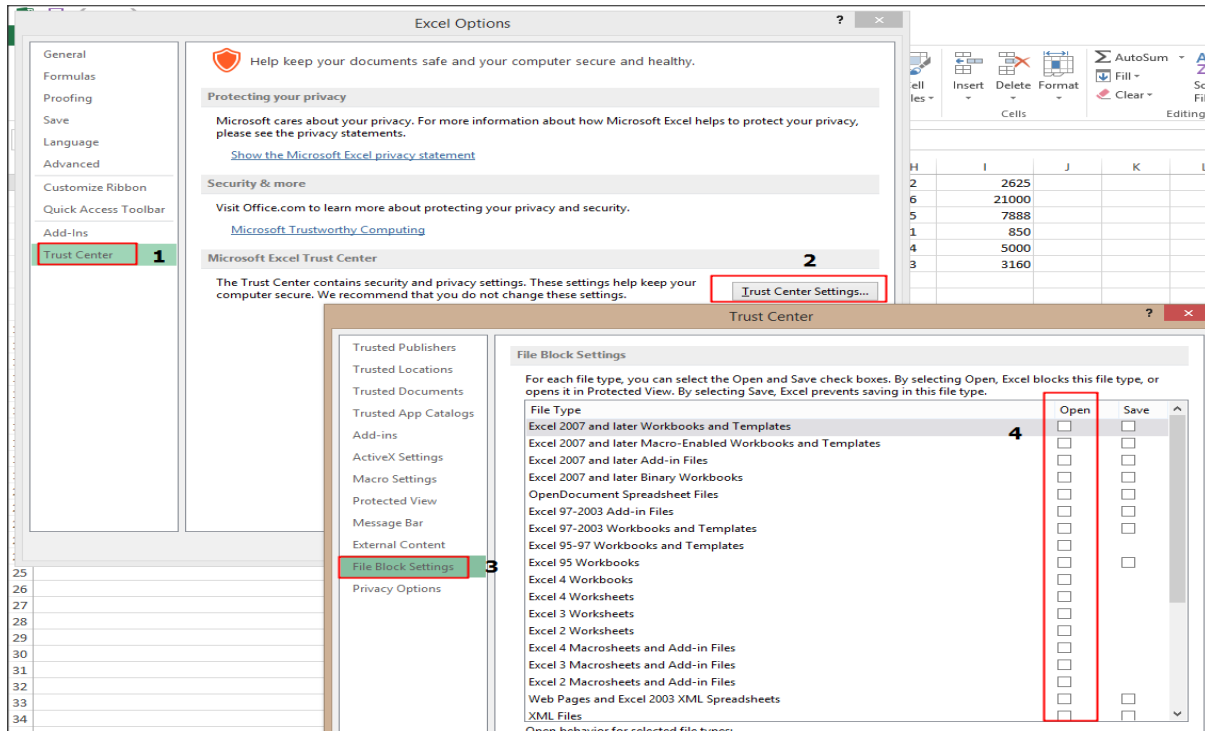 Excel Options
?
General
Formulas
Proofing
Save
Language
Advanced
Customize Ribbon
Quick Access Toolbar
Add-Ins
Trust Center 1
Help keep your documents safe and your computer secure and healthy.
Protecting your privacy
Microsoft cares about your privacy. For more information about how Microsoft Excel helps to protect your privacy,
please see the privacy statements.
Show the Microsoft Excel privacy statement
Security & more
Visit Office.com to learn more about protecting your privacy and security.
Microsoft Trustworthy Computing
Microsoft Excel Trust Center
2
The Trust Center contains security and privacy settings. These settings help keep your
computer secure. We recommend that you do not change these settings.
Trust Center Settings...
ell
les
Insert Delete Format
Cells
AutoSum
Fill
Clear
Editing
H I J K L
2 2625
6 21000
5 7888
1 850
4 5000
3 3160
Trust Center
?
Trusted Publishers
Trusted Locations
Trusted Documents
Trusted App Catalogs
Add-ins
ActiveX Settings
Macro Settings
Protected View
Message Bar
External Content
File Block Settings 3
Privacy Options
File Block Settings
For each file type, you can select the Open and Save check boxes. By selecting Open, Excel blocks this file type, or
opens it in Protected View. By selecting Save, Excel prevents saving in this file type.
File Type Open Save
4
Excel 2007 and later Workbooks and Templates
Excel 2007 and later Macro-Enabled Workbooks and Templates
Excel 2007 and later Add-in Files
Excel 2007 and later Binary Workbooks
OpenDocument Spreadsheet Files
Excel 97-2003 Add-in Files
Excel 97-2003 Workbooks and Templates
Excel 95-97 Workbooks and Templates
Excel 95 Workbooks
Excel 4 Workbooks
Excel 4 Worksheets
Excel 3 Worksheets
Excel 2 Worksheets
Excel 4 Macrosheets and Add-in Files
Excel 3 Macrosheets and Add-in Files
Excel 2 Macrosheets and Add-in Files
Web Pages and Excel 2003 XML Spreadsheets
XML Files
Open behavior for selected file types:
25
26
27
28
29
30
31
32
33
34